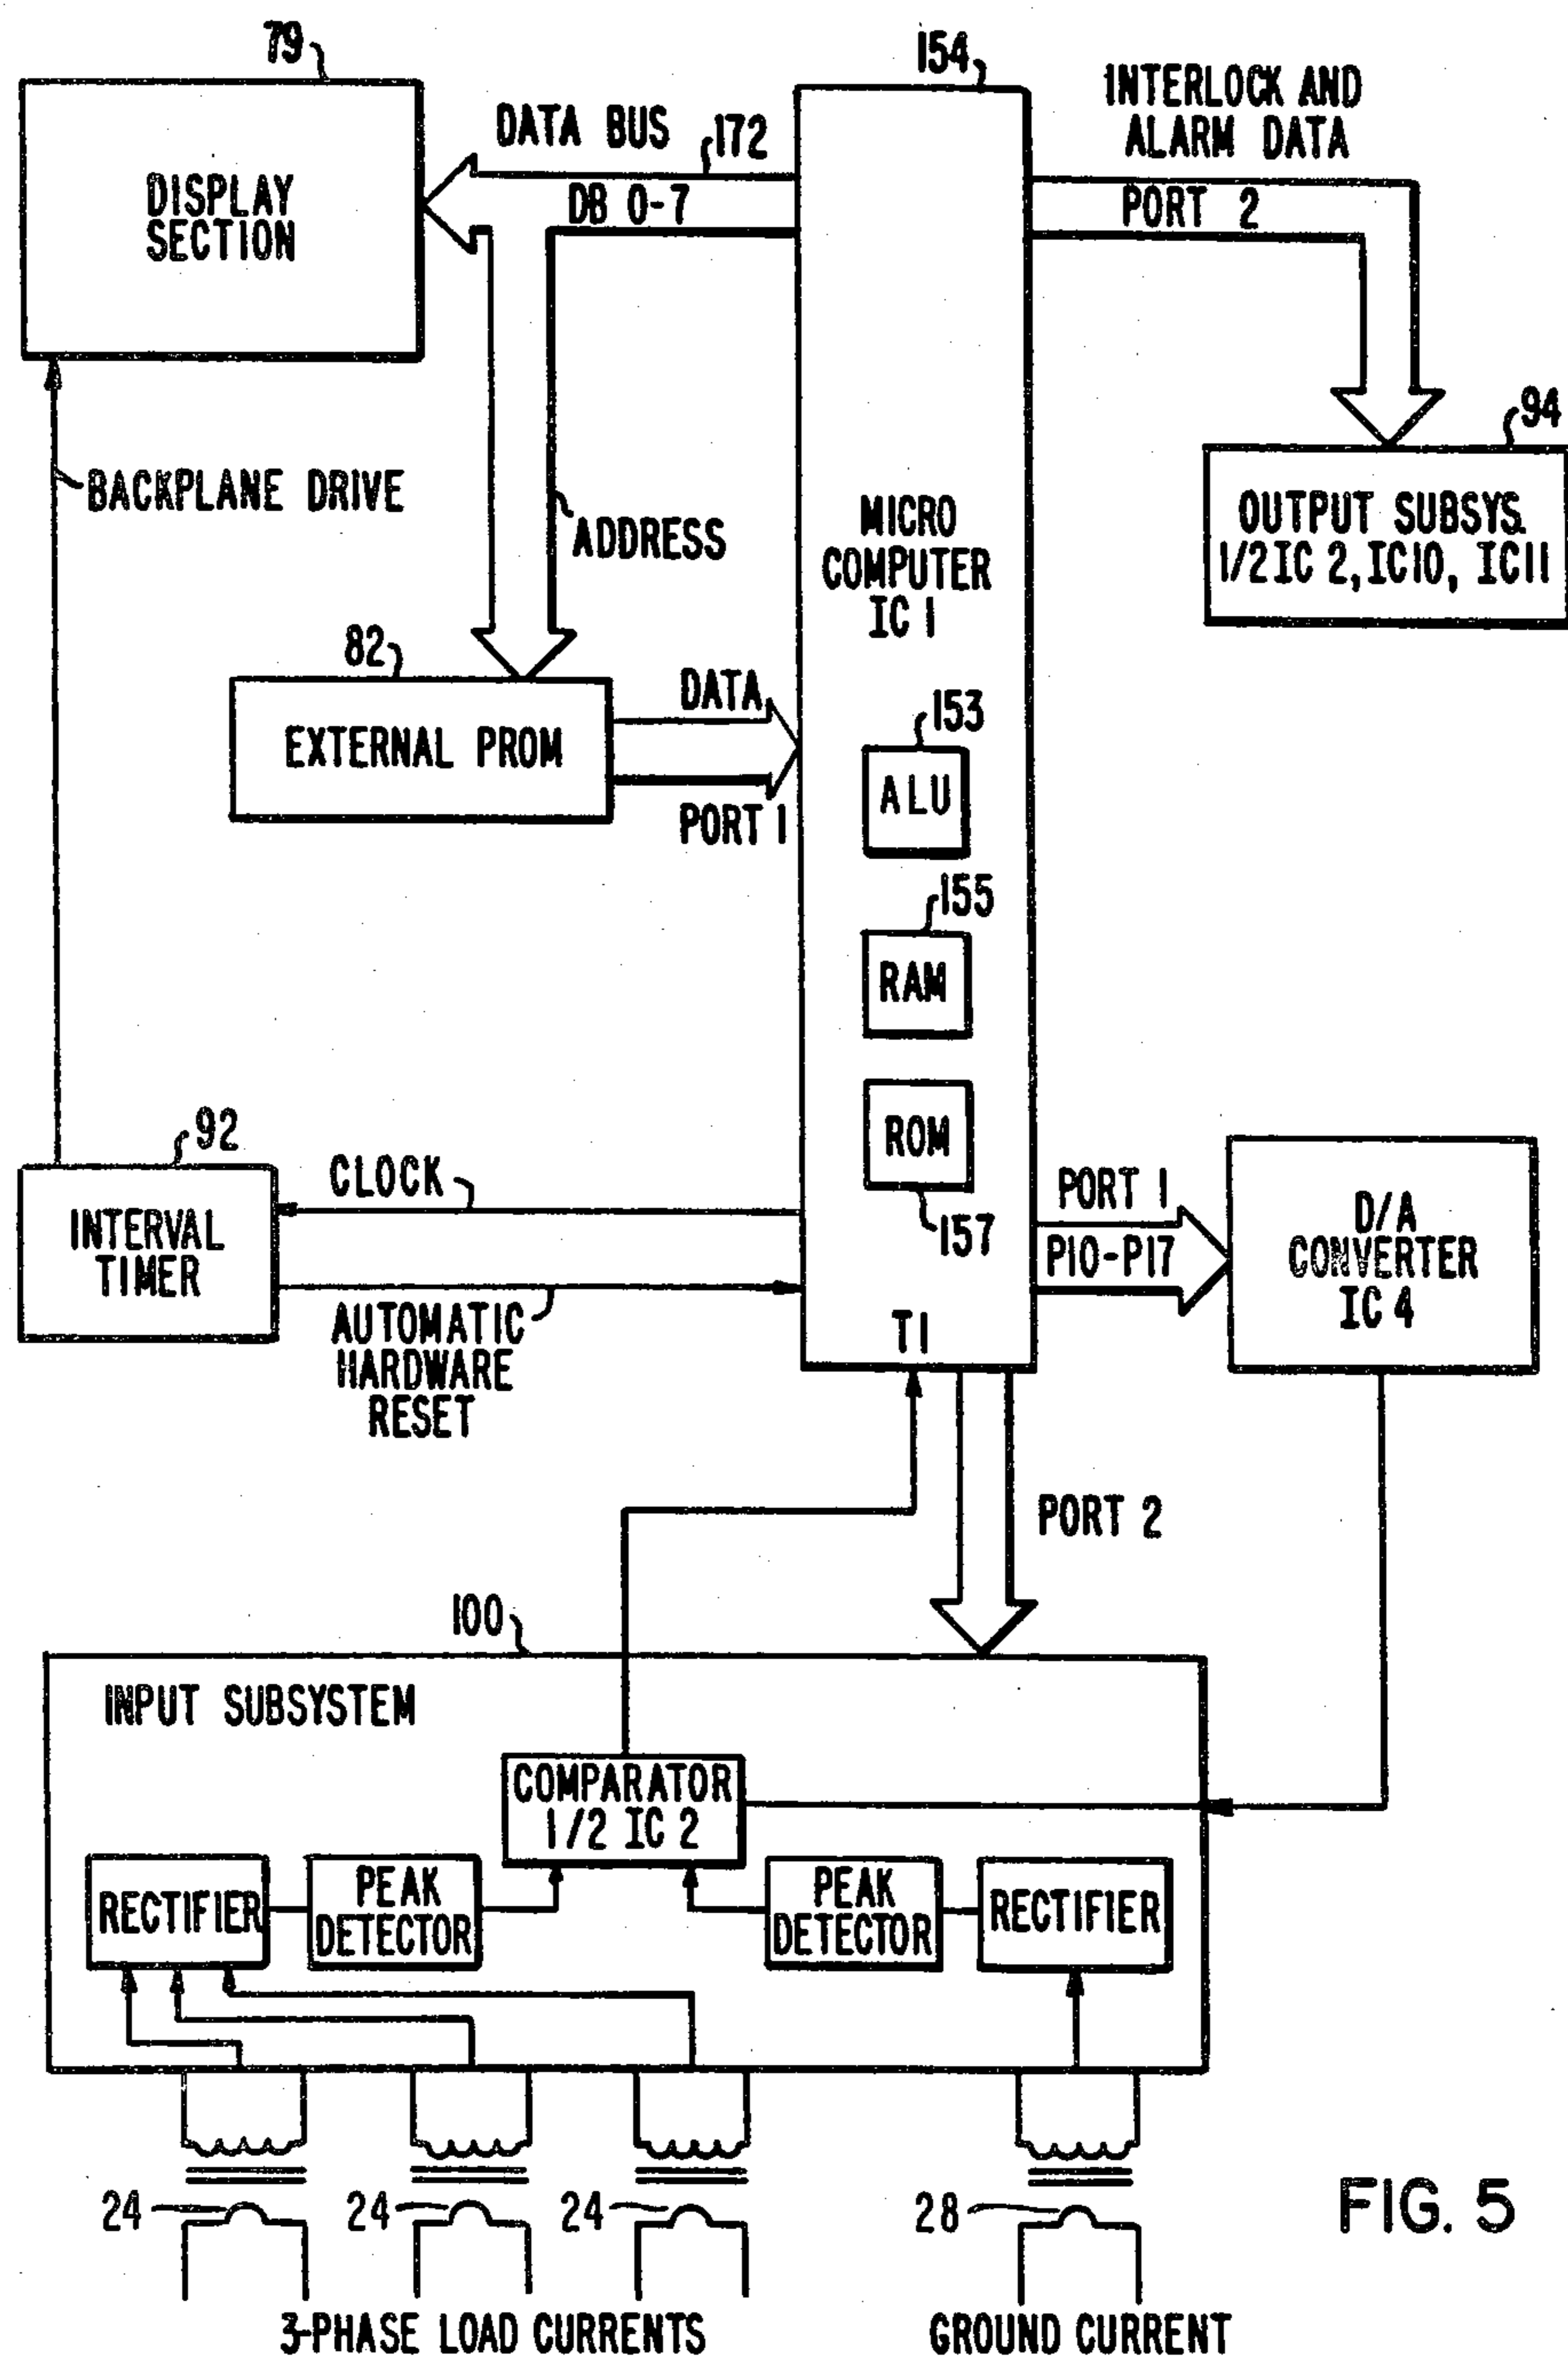 79
154
INTERLOCK AND
ALARM DATA
DATA BUS
172
DB 0-7
PORT 2
DISPLAY
SECTION
94
BACKPLANE DRIVE
ADDRESS
MICRO
COMPUTER
IC 1
OUTPUT SUBSYS.
1/2 IC 2, IC10, IC11
82
EXTERNAL PROM
DATA
PORT 1
153
ALU
155
RAM
ROM
157
92
INTERVAL
TIMER
CLOCK
AUTOMATIC
HARDWARE
RESET
T1
PORT 1
P10-P17
D/A
CONVERTER
IC 4
PORT 2
100
INPUT SUBSYSTEM
COMPARATOR
1/2 IC 2
RECTIFIER
PEAK
DETECTOR
PEAK
DETECTOR
RECTIFIER
24
24
24
28
3-PHASE LOAD CURRENTS
GROUND CURRENT
FIG. 5